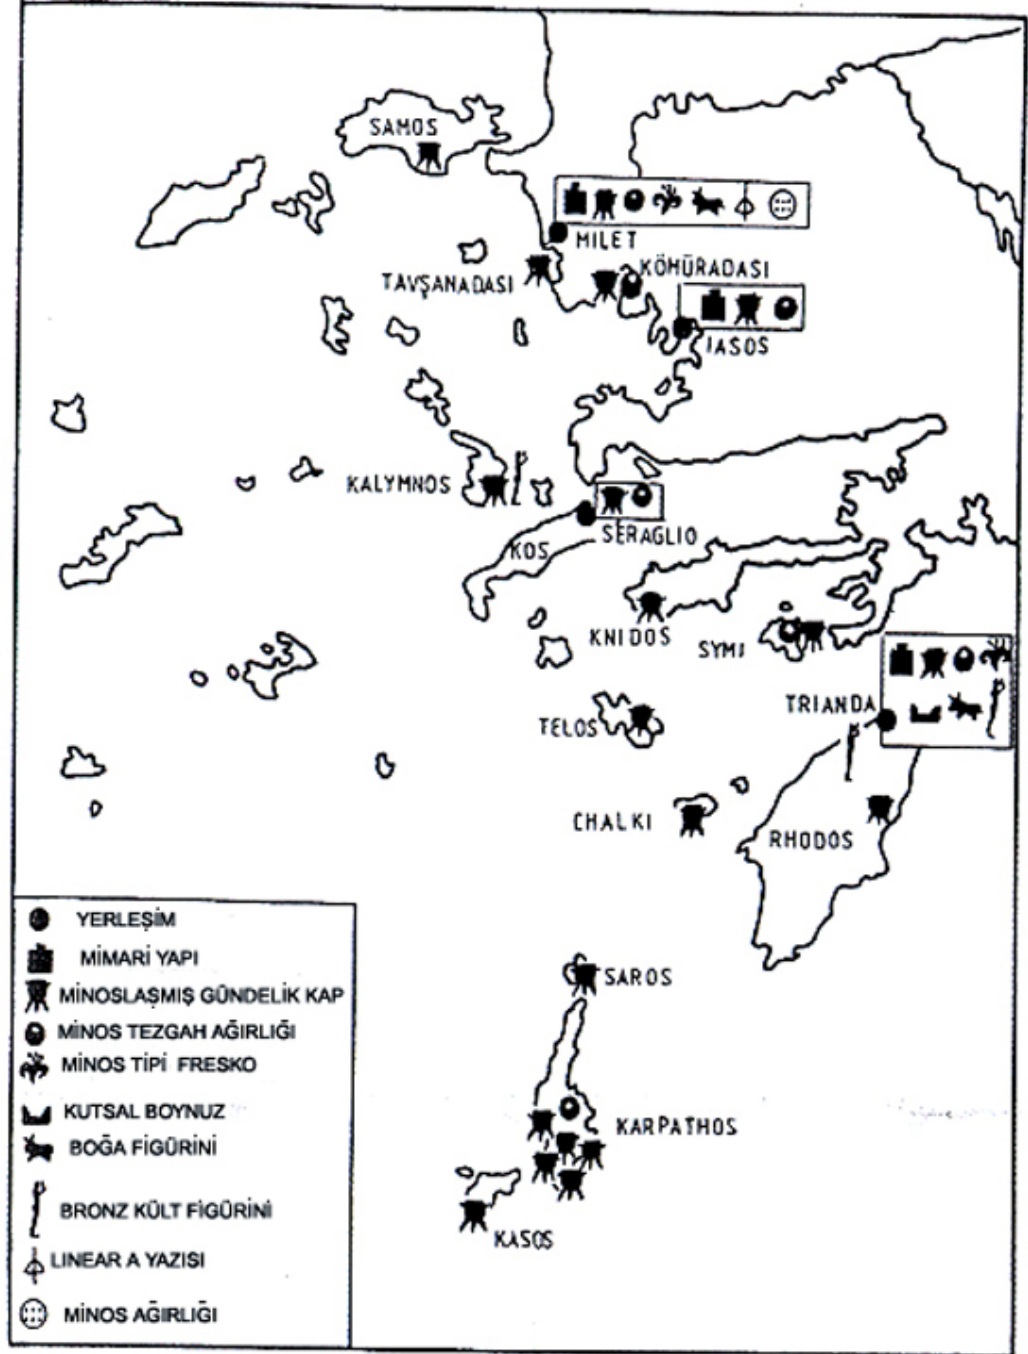 SAMOS
MILET
KÖMÜRADASI
TAVŞANADASI
IASOS
KALYMNOS
SERAGLIO
KOS
KNIDOS
SYMI
TRIANDA
TELOS
CHALKI
RHODOS
SAROS
KARPATHOS
KASOS
YERLEŞİM
MİMARİ YAPI
MİNOSLAŞMIŞ GÜNDELİK KAP
MİNOS TEZGAH AĞIRLIĞI
MİNOS TİPİ FRESKO
KUTSAL BOYNUZ
BOĞA FİGÜRİNİ
BRONZ KÜLT FİGÜRİNİ
LINEAR A YAZISI
MİNOS AĞIRLIĞI